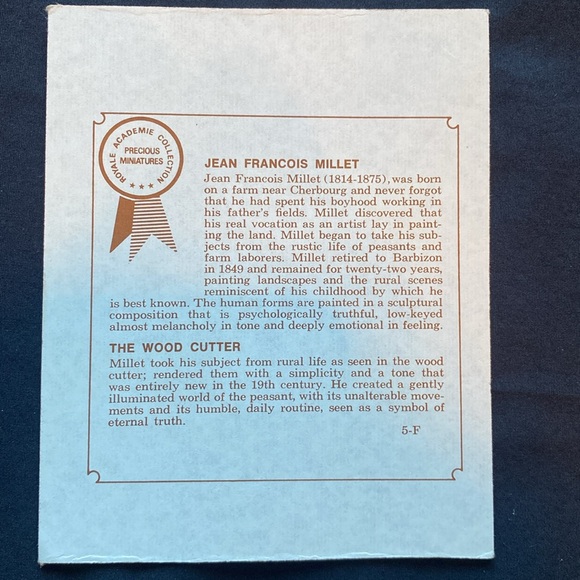 ROYALE ACADEMIE COLLECTION
PRECIOUS
MINIATURES
JEAN FRANCOIS MILLET
Jean Francois Millet (1814-1875), was born
on a farm near Cherbourg and never forgot
that he had spent his boyhood working in
his father's fields. Millet discovered that
his real vocation as an artist lay in paint-
ing the land. Millet began to take his sub-
jects from the rustic life of peasants and
farm laborers. Millet retired to Barbizon
in 1849 and remained for twenty-two years,
painting landscapes and the rural scenes
reminiscent of his childhood by which he
is best known. The human forms are painted in a sculptural
composition that is psychologically truthful, low-keyed
almost melancholy in tone and deeply emotional in feeling.
THE WOOD CUTTER
Millet took his subject from rural life as seen in the wood
cutter; rendered them with a simplicity and a tone that
was entirely new in the 19th century. He created a gently
illuminated world of the peasant, with its unalterable move-
ments and its humble, daily routine, seen as a symbol of
eternal truth.
5-F